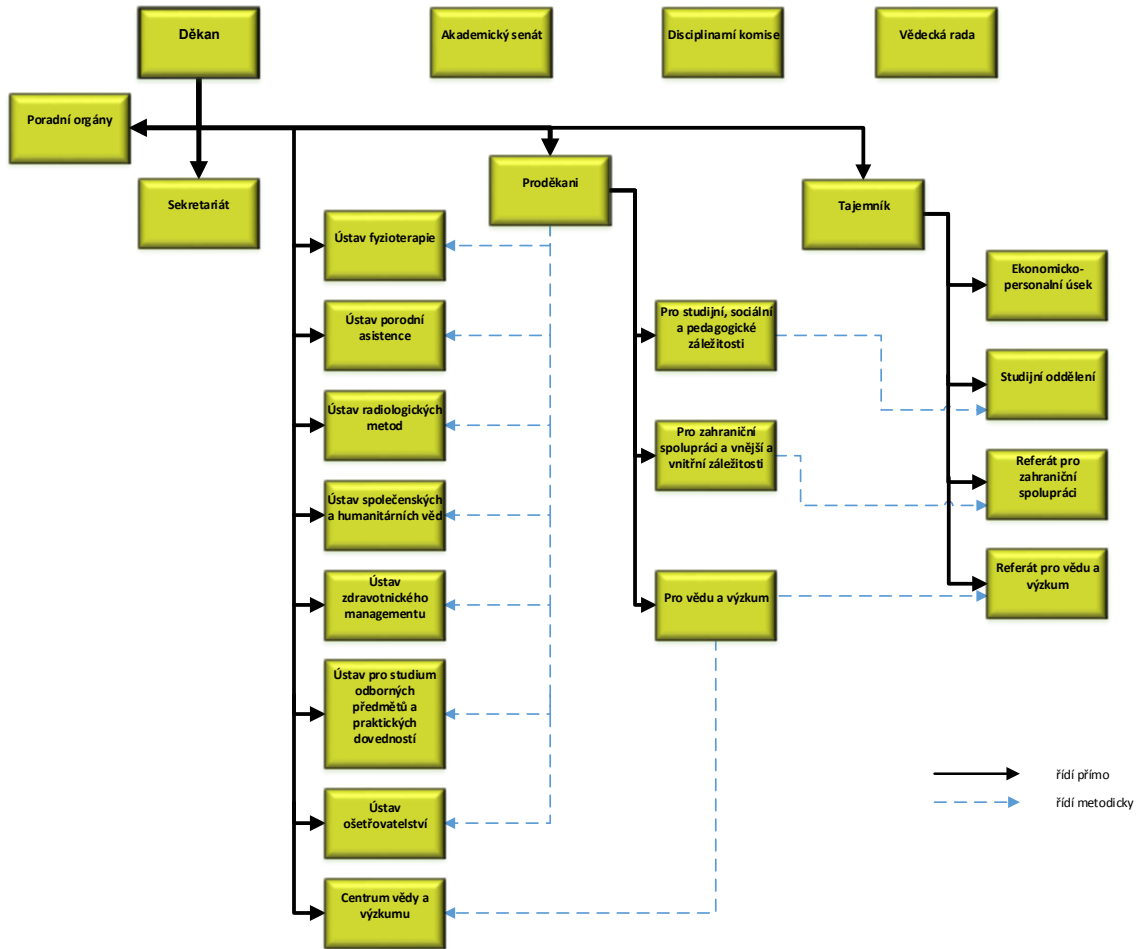 Děkan
Akademický senát
Disciplinarní komise
Vědecká rada
Poradní orgány
Sekretariát
Proděkani
Tajemník
Ústav fyzioterapie
Ústav porodní
asistence
Ústav radiologických
metod
Ústav společenských
a humanitárních věd
Ústav
zdravotnického
managementu
Ústav pro studium
odborných
předmětů a
praktických
dovedností
Ústav
ošetřovatelství
Centrum vědy a
výzkumu
Pro studijní, sociální
a pedagogické
záležitosti
Pro zahraniční
spolupráci a vnější a
vnitřní záležitosti
Pro vědu a výzkum
Ekonomicko-
personalní úsek
Studijní oddělení
Referát pro
zahraniční
spolupráci
Referát pro vědu a
výzkum
řídí přímo
řídí metodicky